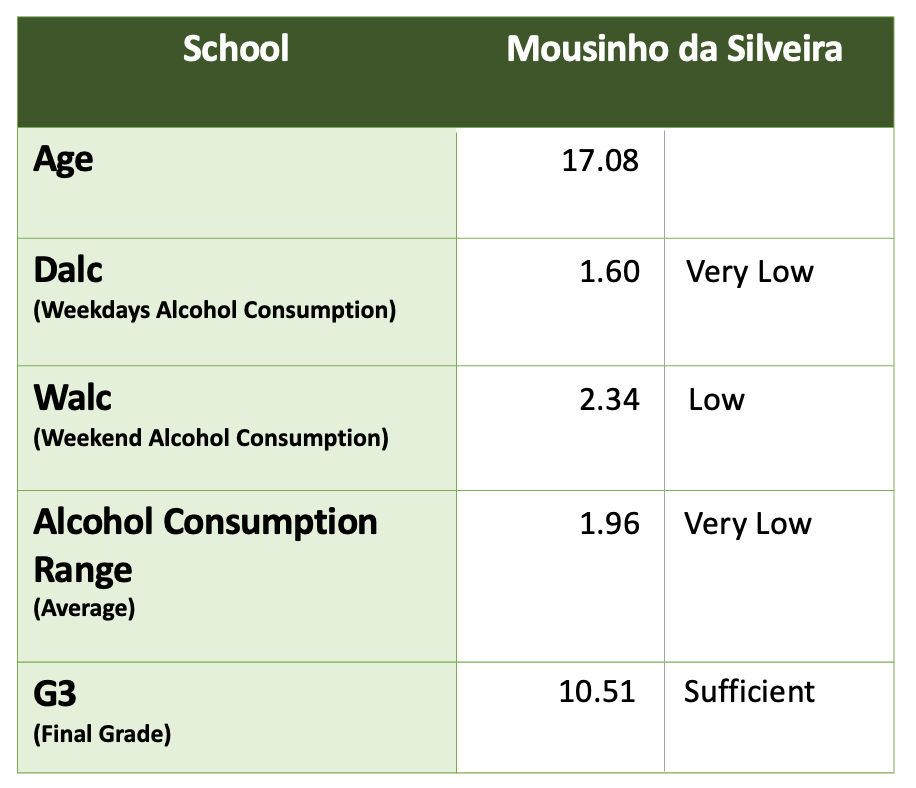 School Mousinho da Silveira
Age 17.08
Dalc 1.60 Very Low
(Weekdays Alcohol Consumption)
Walc 2.34 Low
(Weekend Alcohol Consumption)
Alcohol Consumption 1.96 Very Low
Range
(Average)
G3 10.51 Sufficient
(Final Grade)